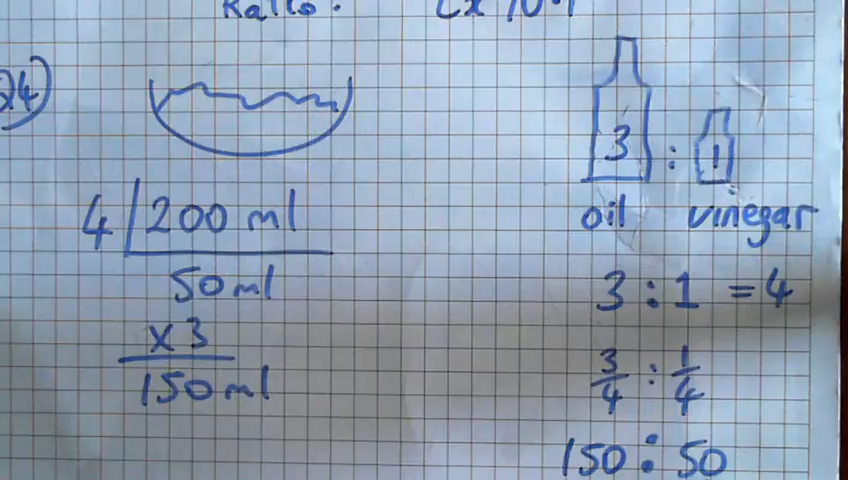 Ratio:
24
3 : 1
oil vinegar
4 200 ml
50 ml
x 3
150 ml
3 : 1 = 4
3/4 : 1/4
150 : 50